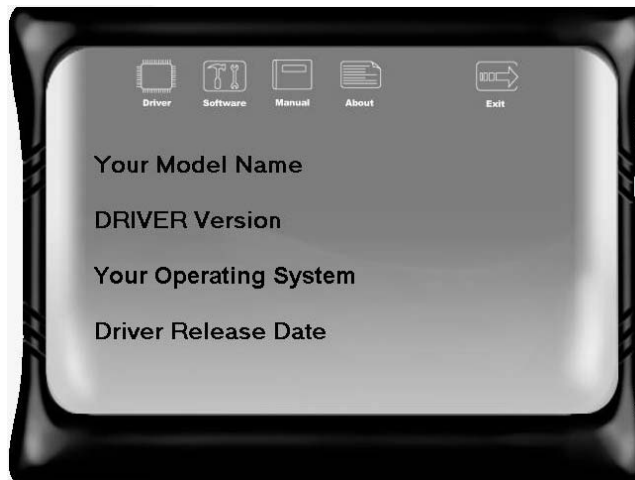 Driver Software Manual About Exit
Your Model Name
DRIVER Version
Your Operating System
Driver Release Date